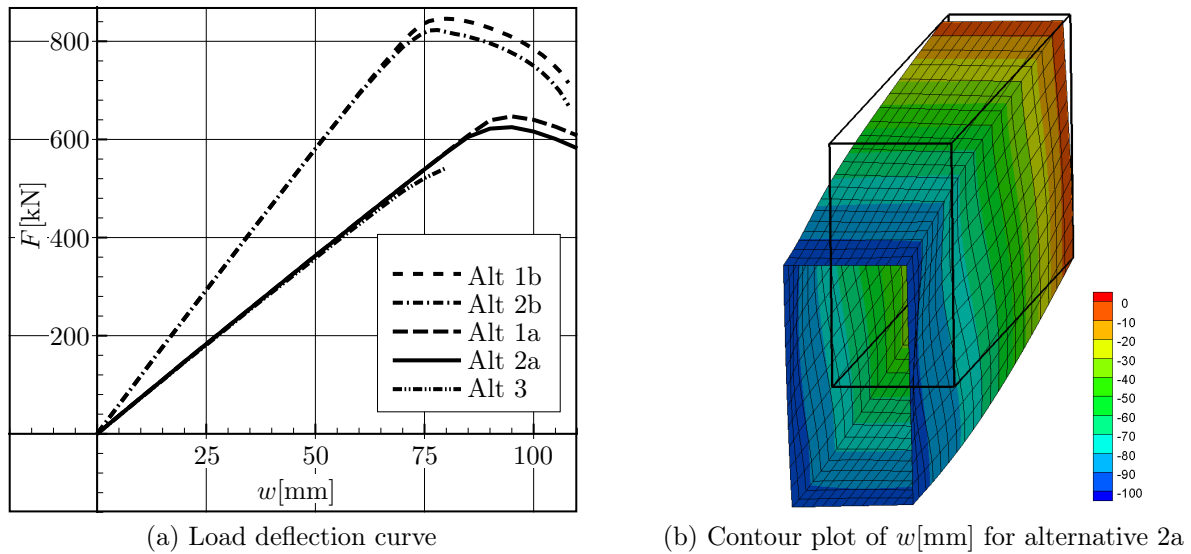 800
600
400
200
F[kN]
25 50 75 100
w[mm]
Alt 1b
Alt 2b
Alt 1a
Alt 2a
Alt 3
(a) Load deflection curve
0
-10
-20
-30
-40
-50
-60
-70
-80
-90
-100
(b) Contour plot of w[mm] for alternative 2a